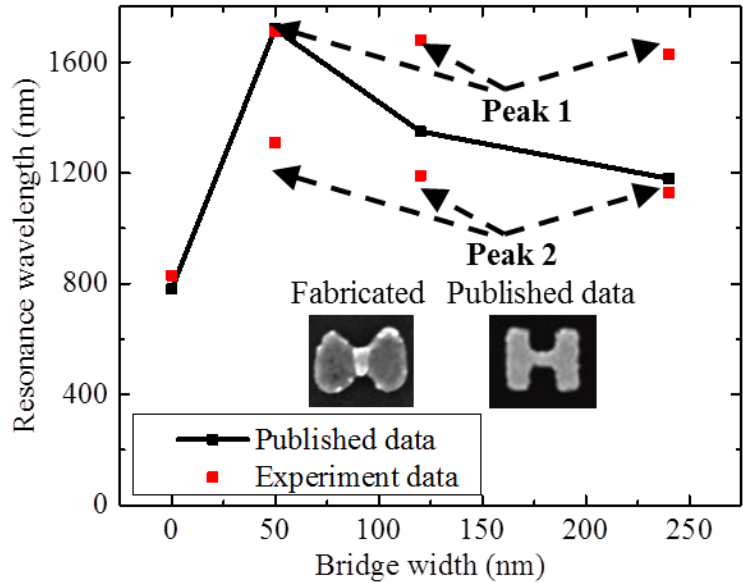 1600
1200
800
400
0
Resonance wavelength (nm)
Peak 1
Peak 2
Fabricated Published data
Published data
Experiment data
0 50 100 150 200 250
Bridge width (nm)